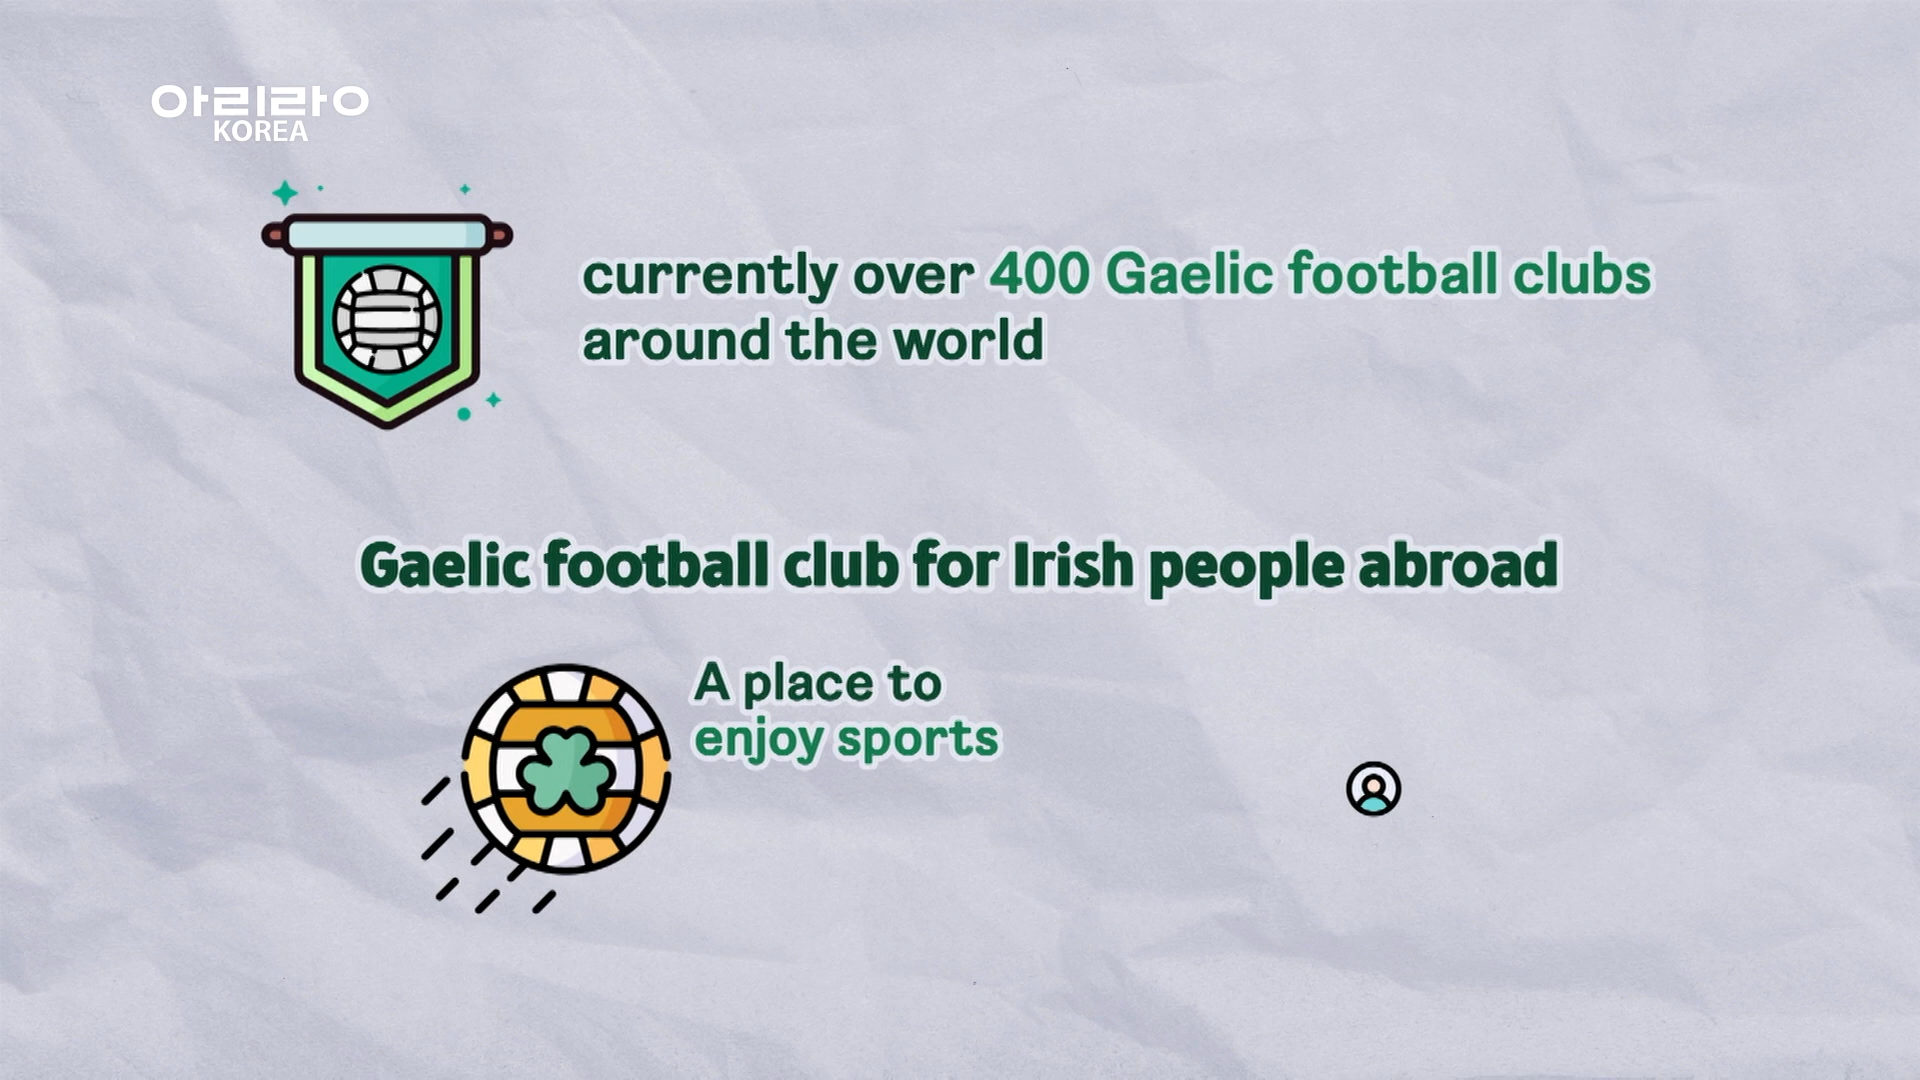 아리랑
KOREA
currently over 400 Gaelic football clubs
around the world
Gaelic football club for Irish people abroad
A place to
enjoy sports